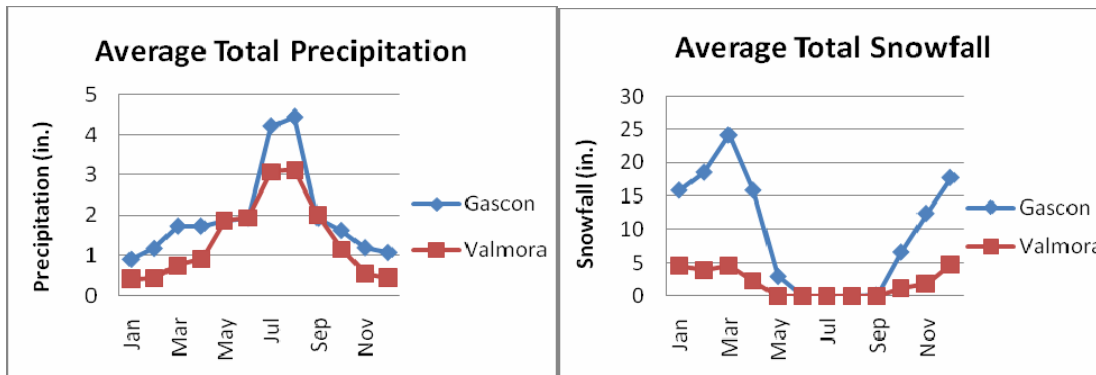 Average Total Precipitation
5
4
3
2
1
0
Precipitation (in.)
Jan
Mar
May
Jul
Sep
Nov
Gascon
Valmora
Average Total Snowfall
30
25
20
15
10
5
0
Snowfall (in.)
Jan
Mar
May
Jul
Sep
Nov
Gascon
Valmora